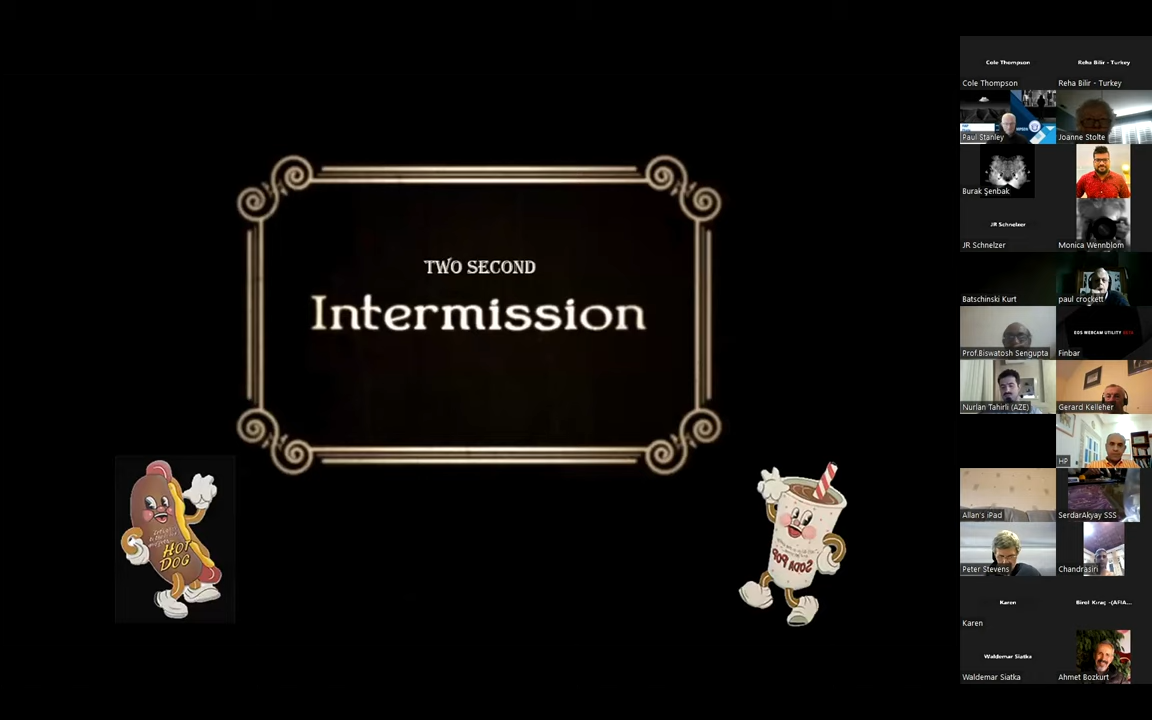 TWO SECOND
Intermission
HOT
DOG
SODA POP
Cole Thompson
Cole Thompson
Reha Bilir - Turkey
Reha Bilir - Turkey
Paul Stanley
Joanne Stolte
Burak Şenbak
JR Schnelzer
JR Schnelzer
Monica Wennblom
Batschinski Kurt
paul crockett
Prof.Biswatosh Sengupta
EOS WEBCAM UTILITY BETA
Finbar
Nurlan Tahirli (AZE)
Gerard Kelleher
HP
Allan's iPad
SerdarAkyay SSS
Peter Stevens
Chandrasiri
Karen
Karen
Birol Kıraç -(AFIA...
Waldemar Siatka
Waldemar Siatka
Ahmet Bozkurt